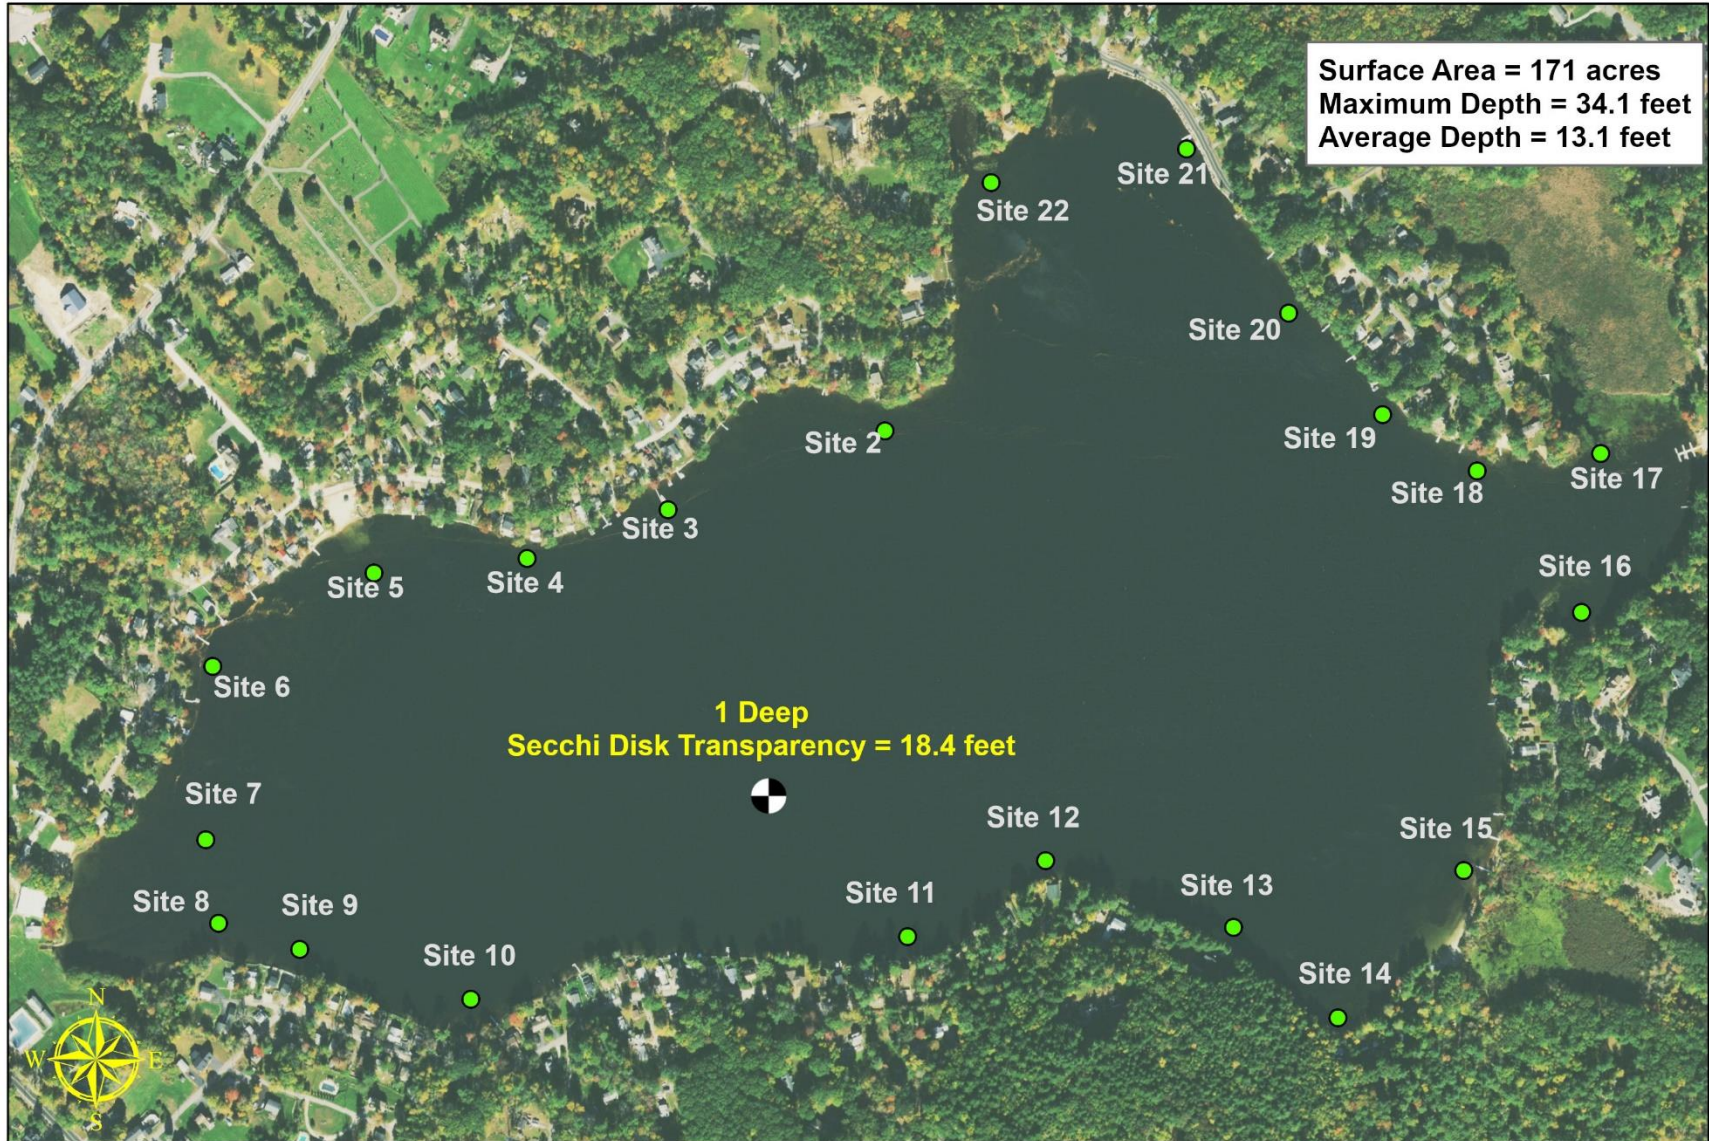 Surface Area = 171 acres
Maximum Depth = 34.1 feet
Average Depth = 13.1 feet
Site 21
Site 22
Site 20
Site 2
Site 19
Site 17
Site 18
Site 3
Site 16
Site 5
Site 4
Site 6
1 Deep
Secchi Disk Transparency = 18.4 feet
Site 7
Site 12
Site 15
Site 8
Site 9
Site 11
Site 13
Site 10
Site 14
N
W E
S